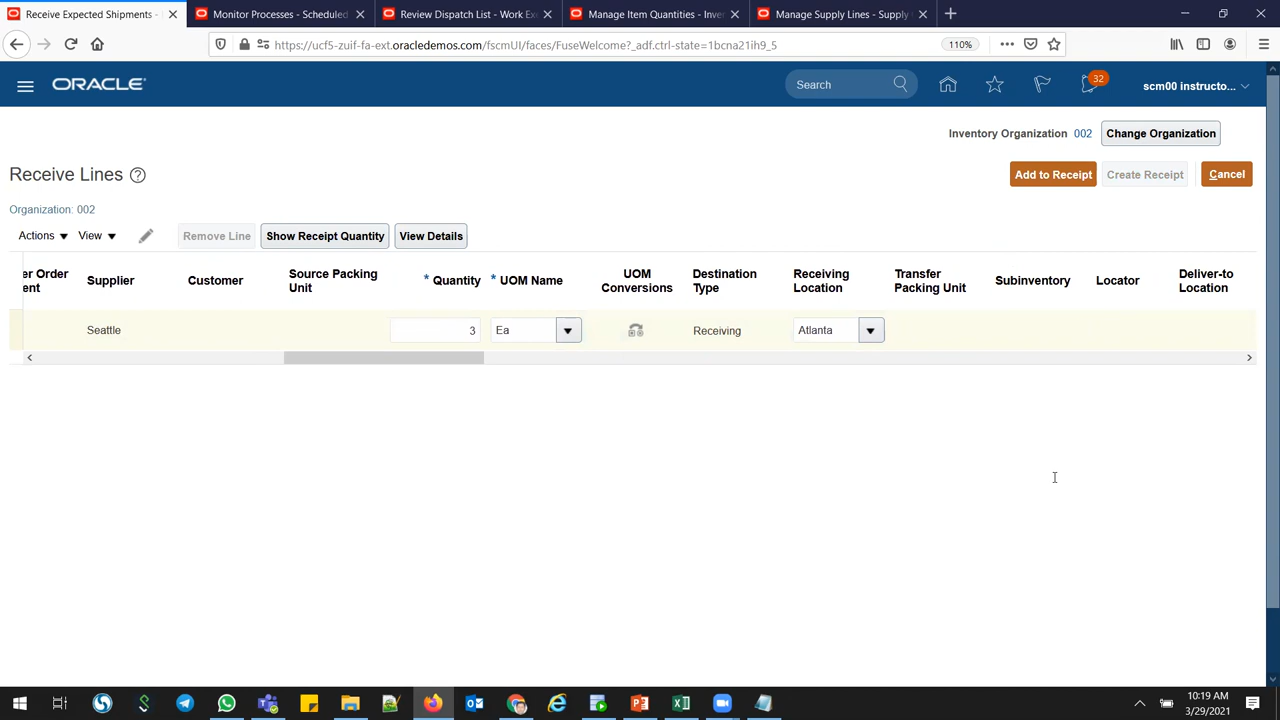 Receive Expected Shipments -
Monitor Processes - Scheduled
Review Dispatch List - Work Ex
Manage Item Quantities - Inver
Manage Supply Lines - Supply
https://ucf5-zuif-fa-ext.oracledemos.com/fscmUI/faces/FuseWelcome?_adf.ctrl-state=1bcna21ih9_5
110%
ORACLE
Search
32
scm00 instructo...
Inventory Organization 002 Change Organization
Receive Lines
Add to Receipt Create Receipt Cancel
Organization: 002
Actions View Remove Line Show Receipt Quantity View Details
er Order
ent
Supplier
Customer
Source Packing
Unit
* Quantity
* UOM Name
UOM
Conversions
Destination
Type
Receiving
Location
Transfer
Packing Unit
Subinventory
Locator
Deliver-to
Location
Seattle 3 Ea Receiving Atlanta
10:19 AM
3/29/2021